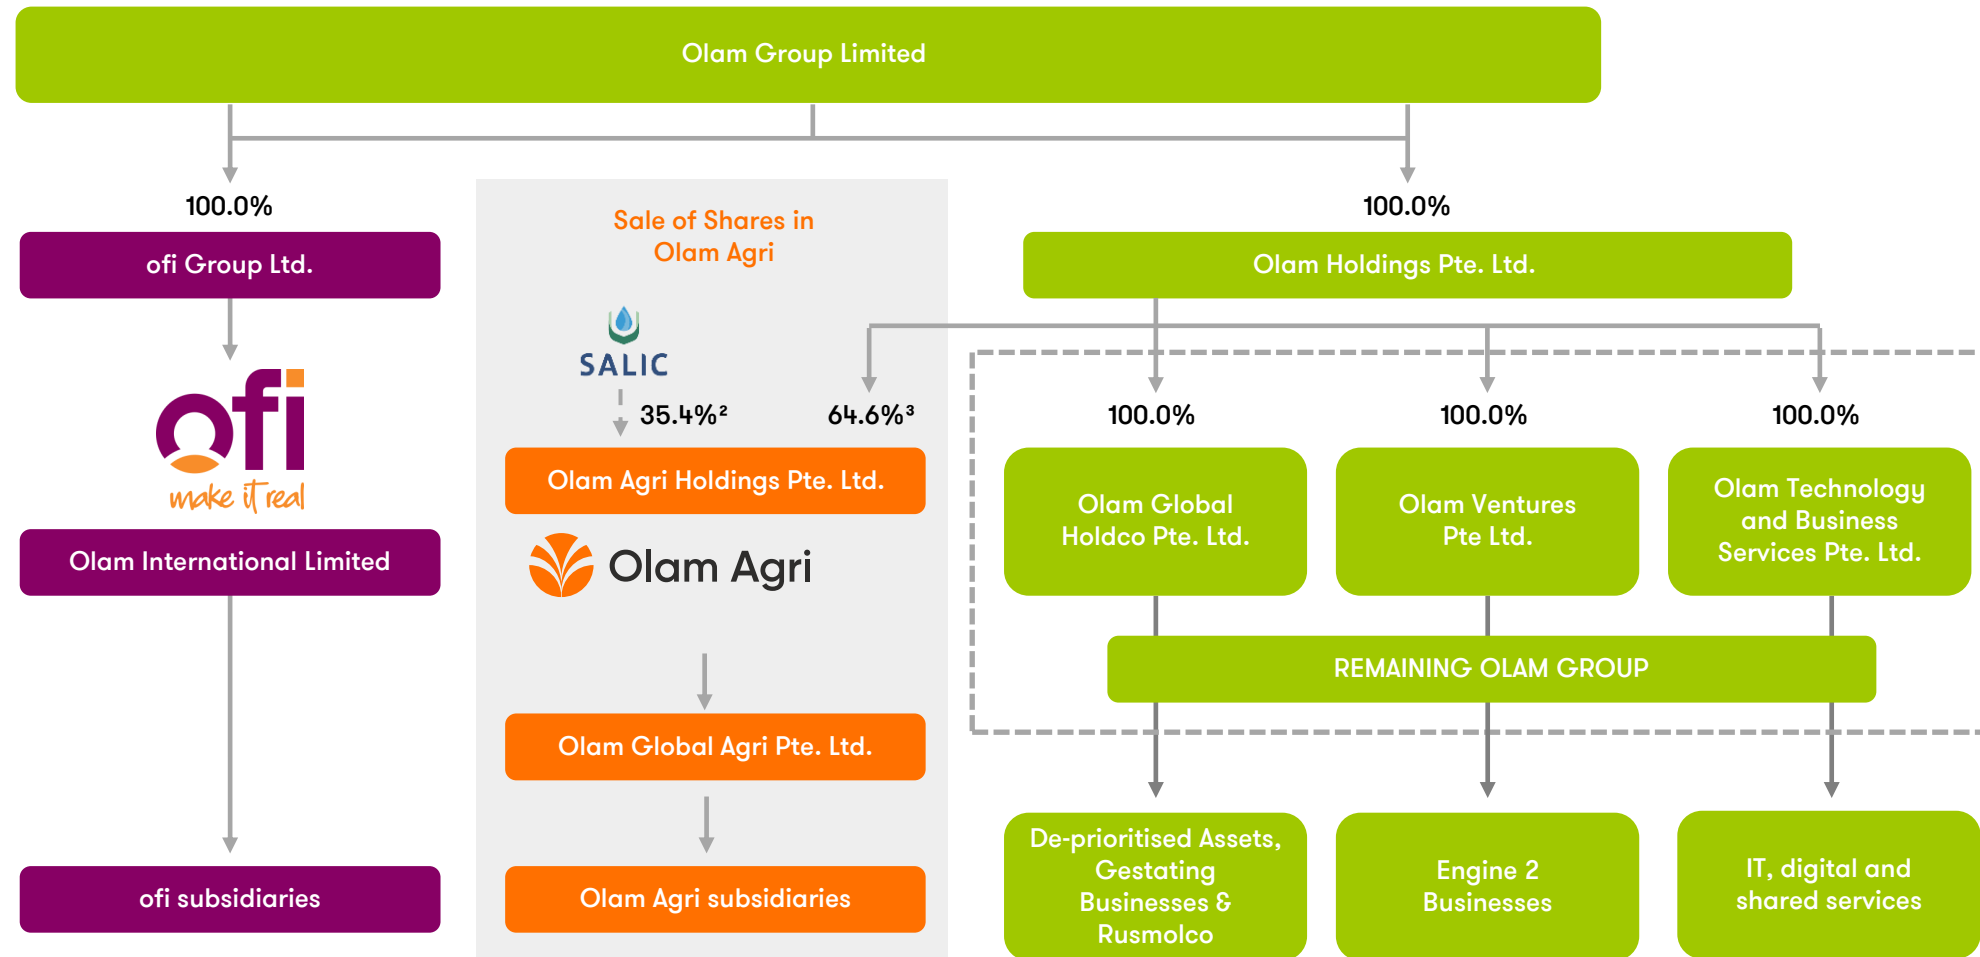 Olam Group Limited
100.0%
ofi Group Ltd.
ofi
make it real
Olam International Limited
ofi subsidiaries
Sale of Shares in
Olam Agri
SALIC
35.4%²
64.6%³
Olam Agri Holdings Pte. Ltd.
Olam Agri
Olam Global Agri Pte. Ltd.
Olam Agri subsidiaries
100.0%
Olam Holdings Pte. Ltd.
100.0%
100.0%
100.0%
Olam Global
Holdco Pte. Ltd.
Olam Ventures
Pte Ltd.
Olam Technology
and Business
Services Pte. Ltd.
REMAINING OLAM GROUP
De-prioritised Assets,
Gestating
Businesses &
Rusmolco
Engine 2
Businesses
IT, digital and
shared services